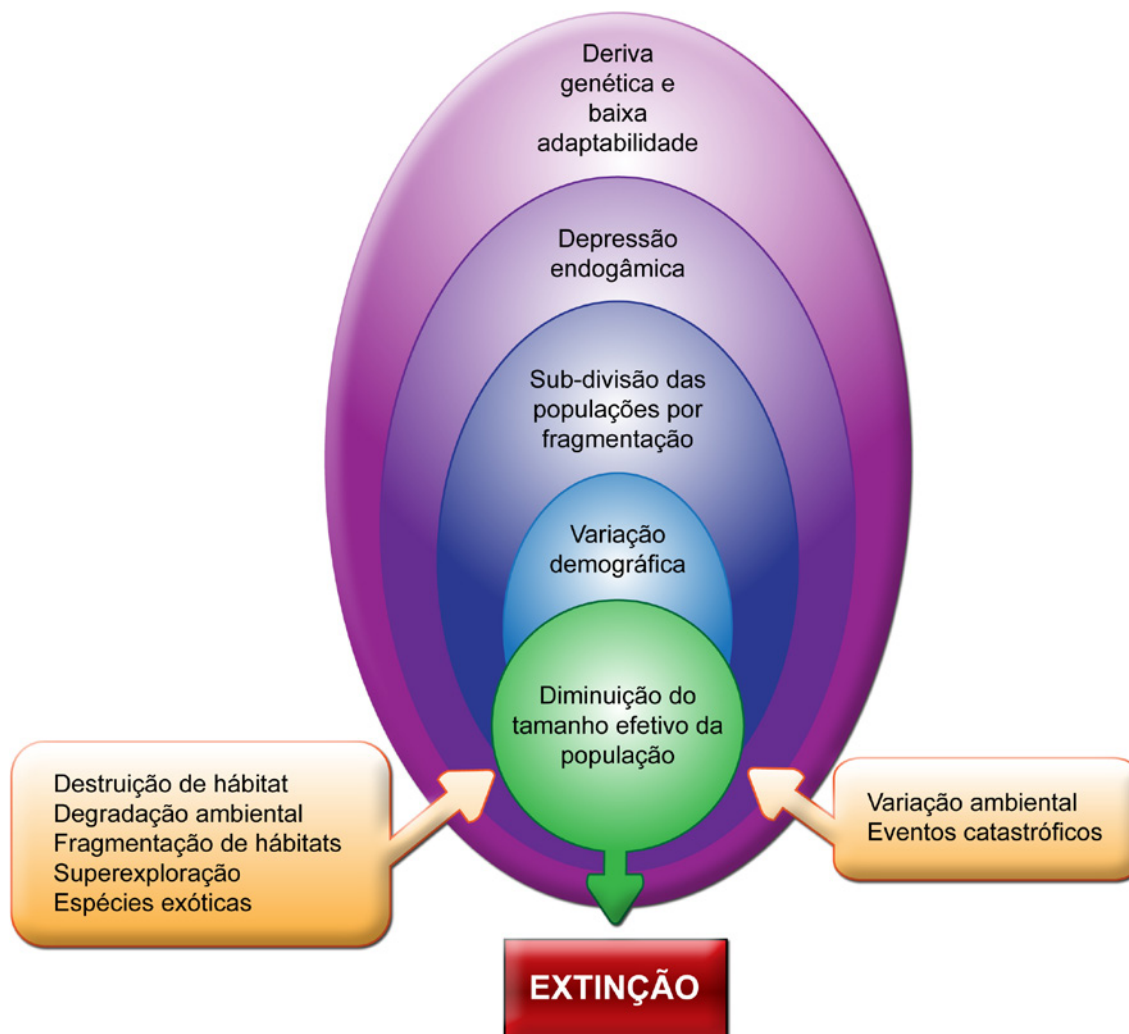 Deriva
genética e
baixa
adaptabilidade
Depressão
endogâmica
Sub-divisão das
populações por
fragmentação
Variação
demográfica
Diminuição do
tamanho efetivo da
população
Destruição de hábitat
Degradação ambiental
Fragmentação de hábitats
Superexploração
Espécies exóticas
Variação ambiental
Eventos catastróficos
EXTINÇÃO